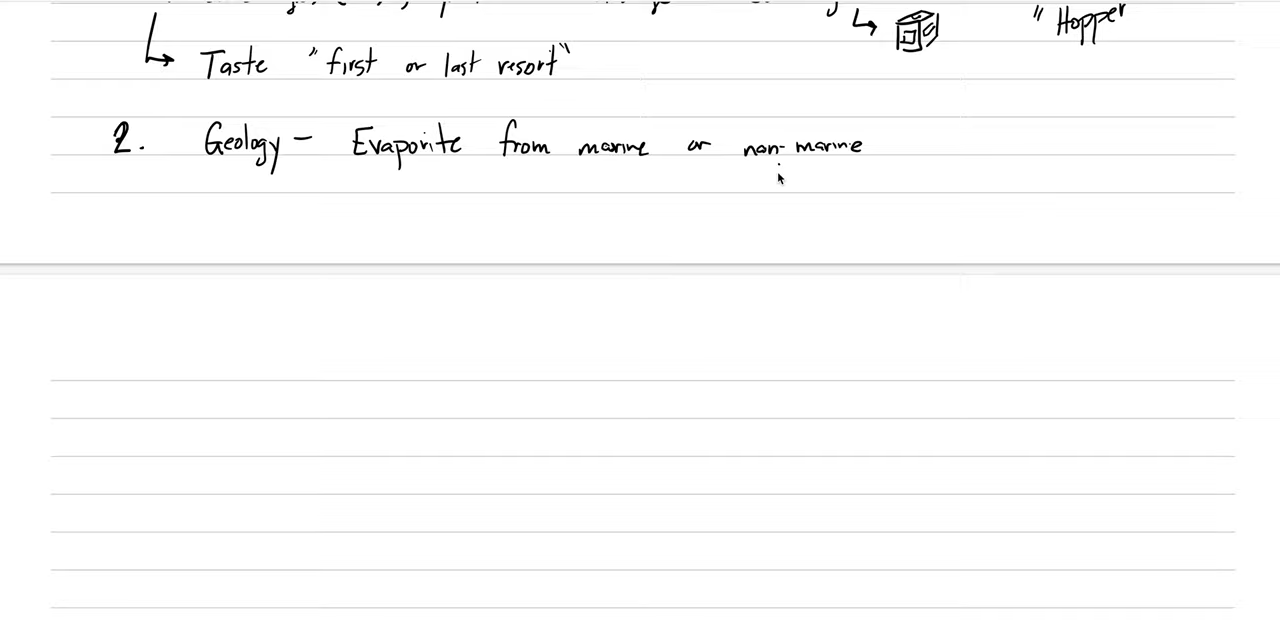 " Hopper
Taste "first or last resort"
2. Geology - Evaporite from marine or non-marine